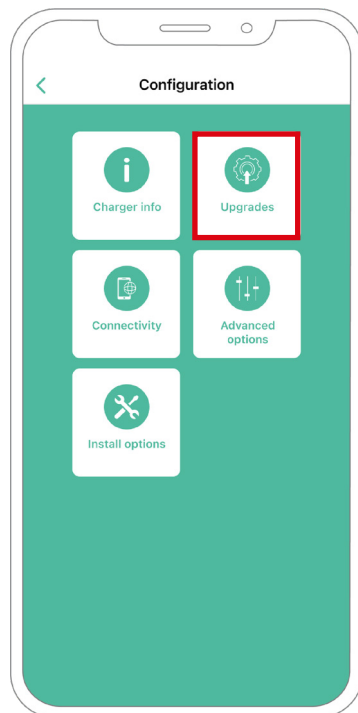 Configuration
Charger info
Upgrades
Connectivity
Advanced
options
Install options